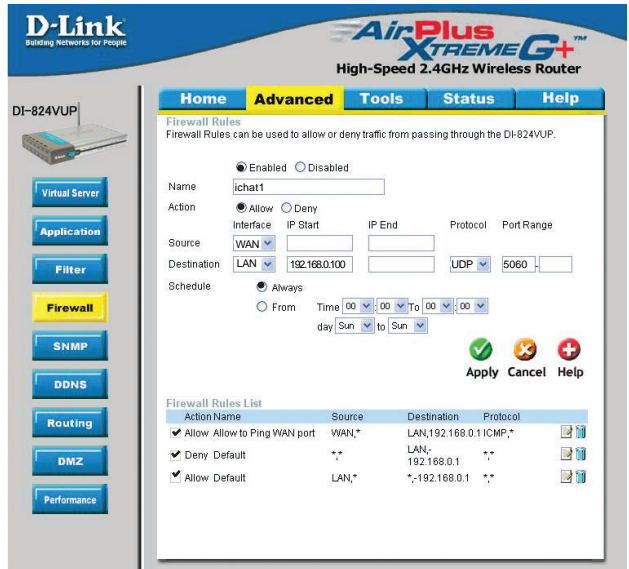 D-Link
Building Networks for People
AirPlus
XTREME G+™
High-Speed 2.4GHz Wireless Router
DI-824VUP
Home Advanced Tools Status Help
Firewall Rules
Firewall Rules can be used to allow or deny traffic from passing through the DI-824VUP.
Enabled Disabled
Name ichat1
Action Allow Deny
Interface IP Start IP End Protocol Port Range
Source WAN
Destination LAN 192.168.0.100 UDP 5060 -
Schedule Always
From Time 00 : 00 To 00 : 00
day Sun to Sun
Apply Cancel Help
Virtual Server
Application
Filter
Firewall
SNMP
DDNS
Routing
DMZ
Performance
Firewall Rules List
Action Name Source Destination Protocol
Allow Allow to Ping WAN port WAN,* LAN,192.168.0.1 ICMP,*
Deny Default *,* LAN,-
192.168.0.1 *,*
Allow Default LAN,* *,-192.168.0.1 *,*